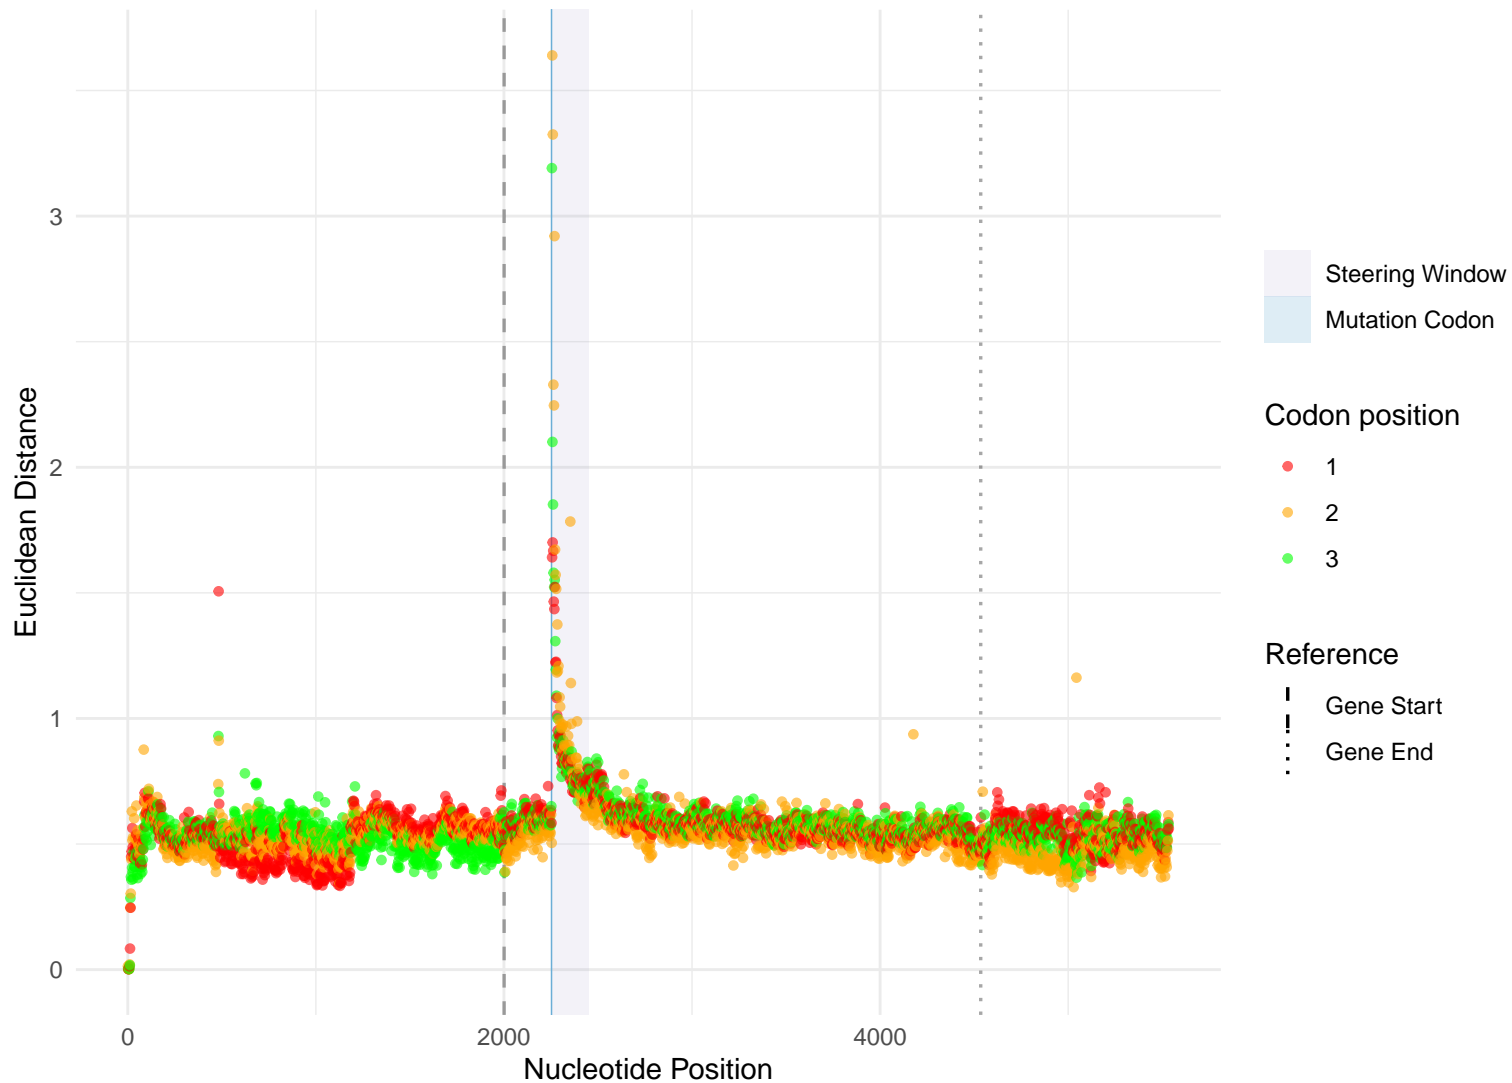 3
2
1
0
0
2000
4000
Nucleotide Position
Euclidean Distance
Steering Window
Mutation Codon
Codon position
1
2
3
Reference
Gene Start
Gene End